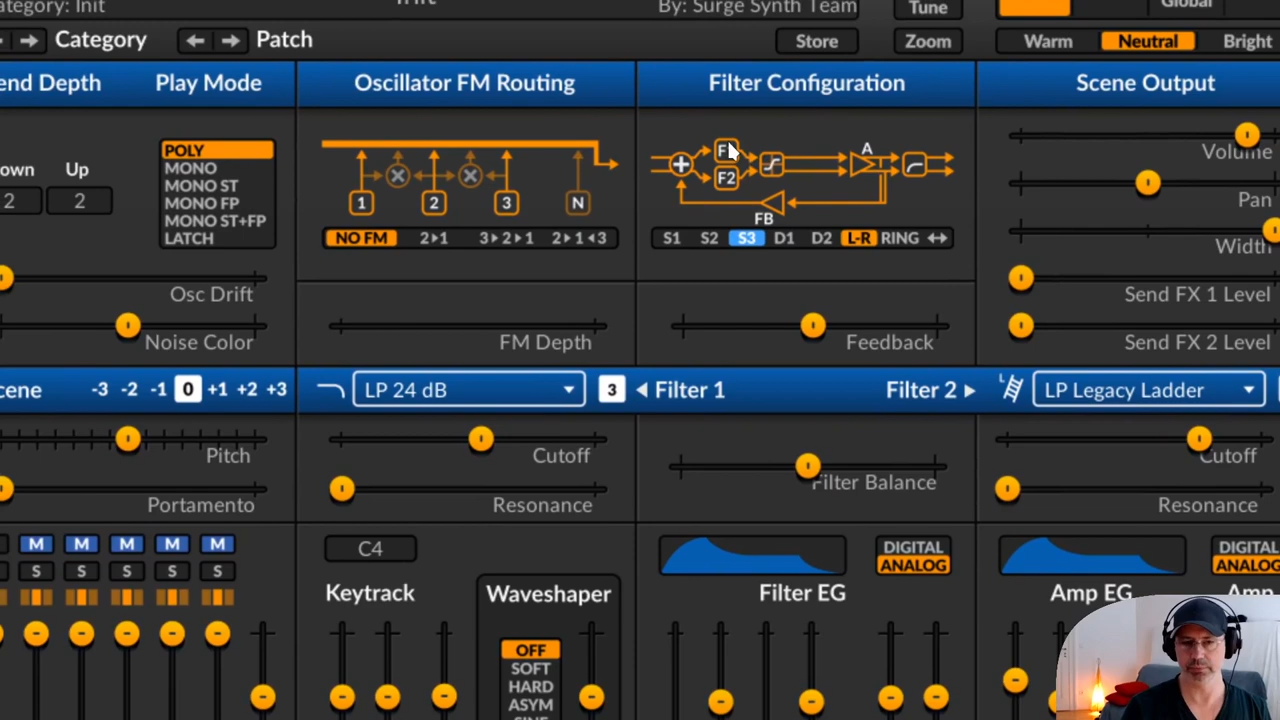 ategory: Init
By: Surge Synth Team
Tune
Global
Category
Patch
Store
Zoom
Warm
Neutral
Bright
end Depth
Play Mode
Oscillator FM Routing
Filter Configuration
Scene Output
own
Up
2
2
POLY
MONO
MONO ST
MONO FP
MONO ST+FP
LATCH
1
2
3
N
NO FM
2▸1
3▸2▸1
2▸1◂3
F2
A
FB
S1
S2
S3
D1
D2
L-R
RING
Volume
Pan
Width
Send FX 1 Level
Send FX 2 Level
Osc Drift
Noise Color
FM Depth
Feedback
cene
-3
-2
-1
0
+1
+2
+3
LP 24 dB
3
Filter 1
Filter 2
LP Legacy Ladder
Pitch
Portamento
Cutoff
Resonance
Filter Balance
Cutoff
Resonance
M
M
M
M
M
S
S
S
S
S
C4
Keytrack
Waveshaper
OFF
SOFT
HARD
ASYM
DIGITAL
ANALOG
Filter EG
Amp EG
DIGITAL
ANALOG